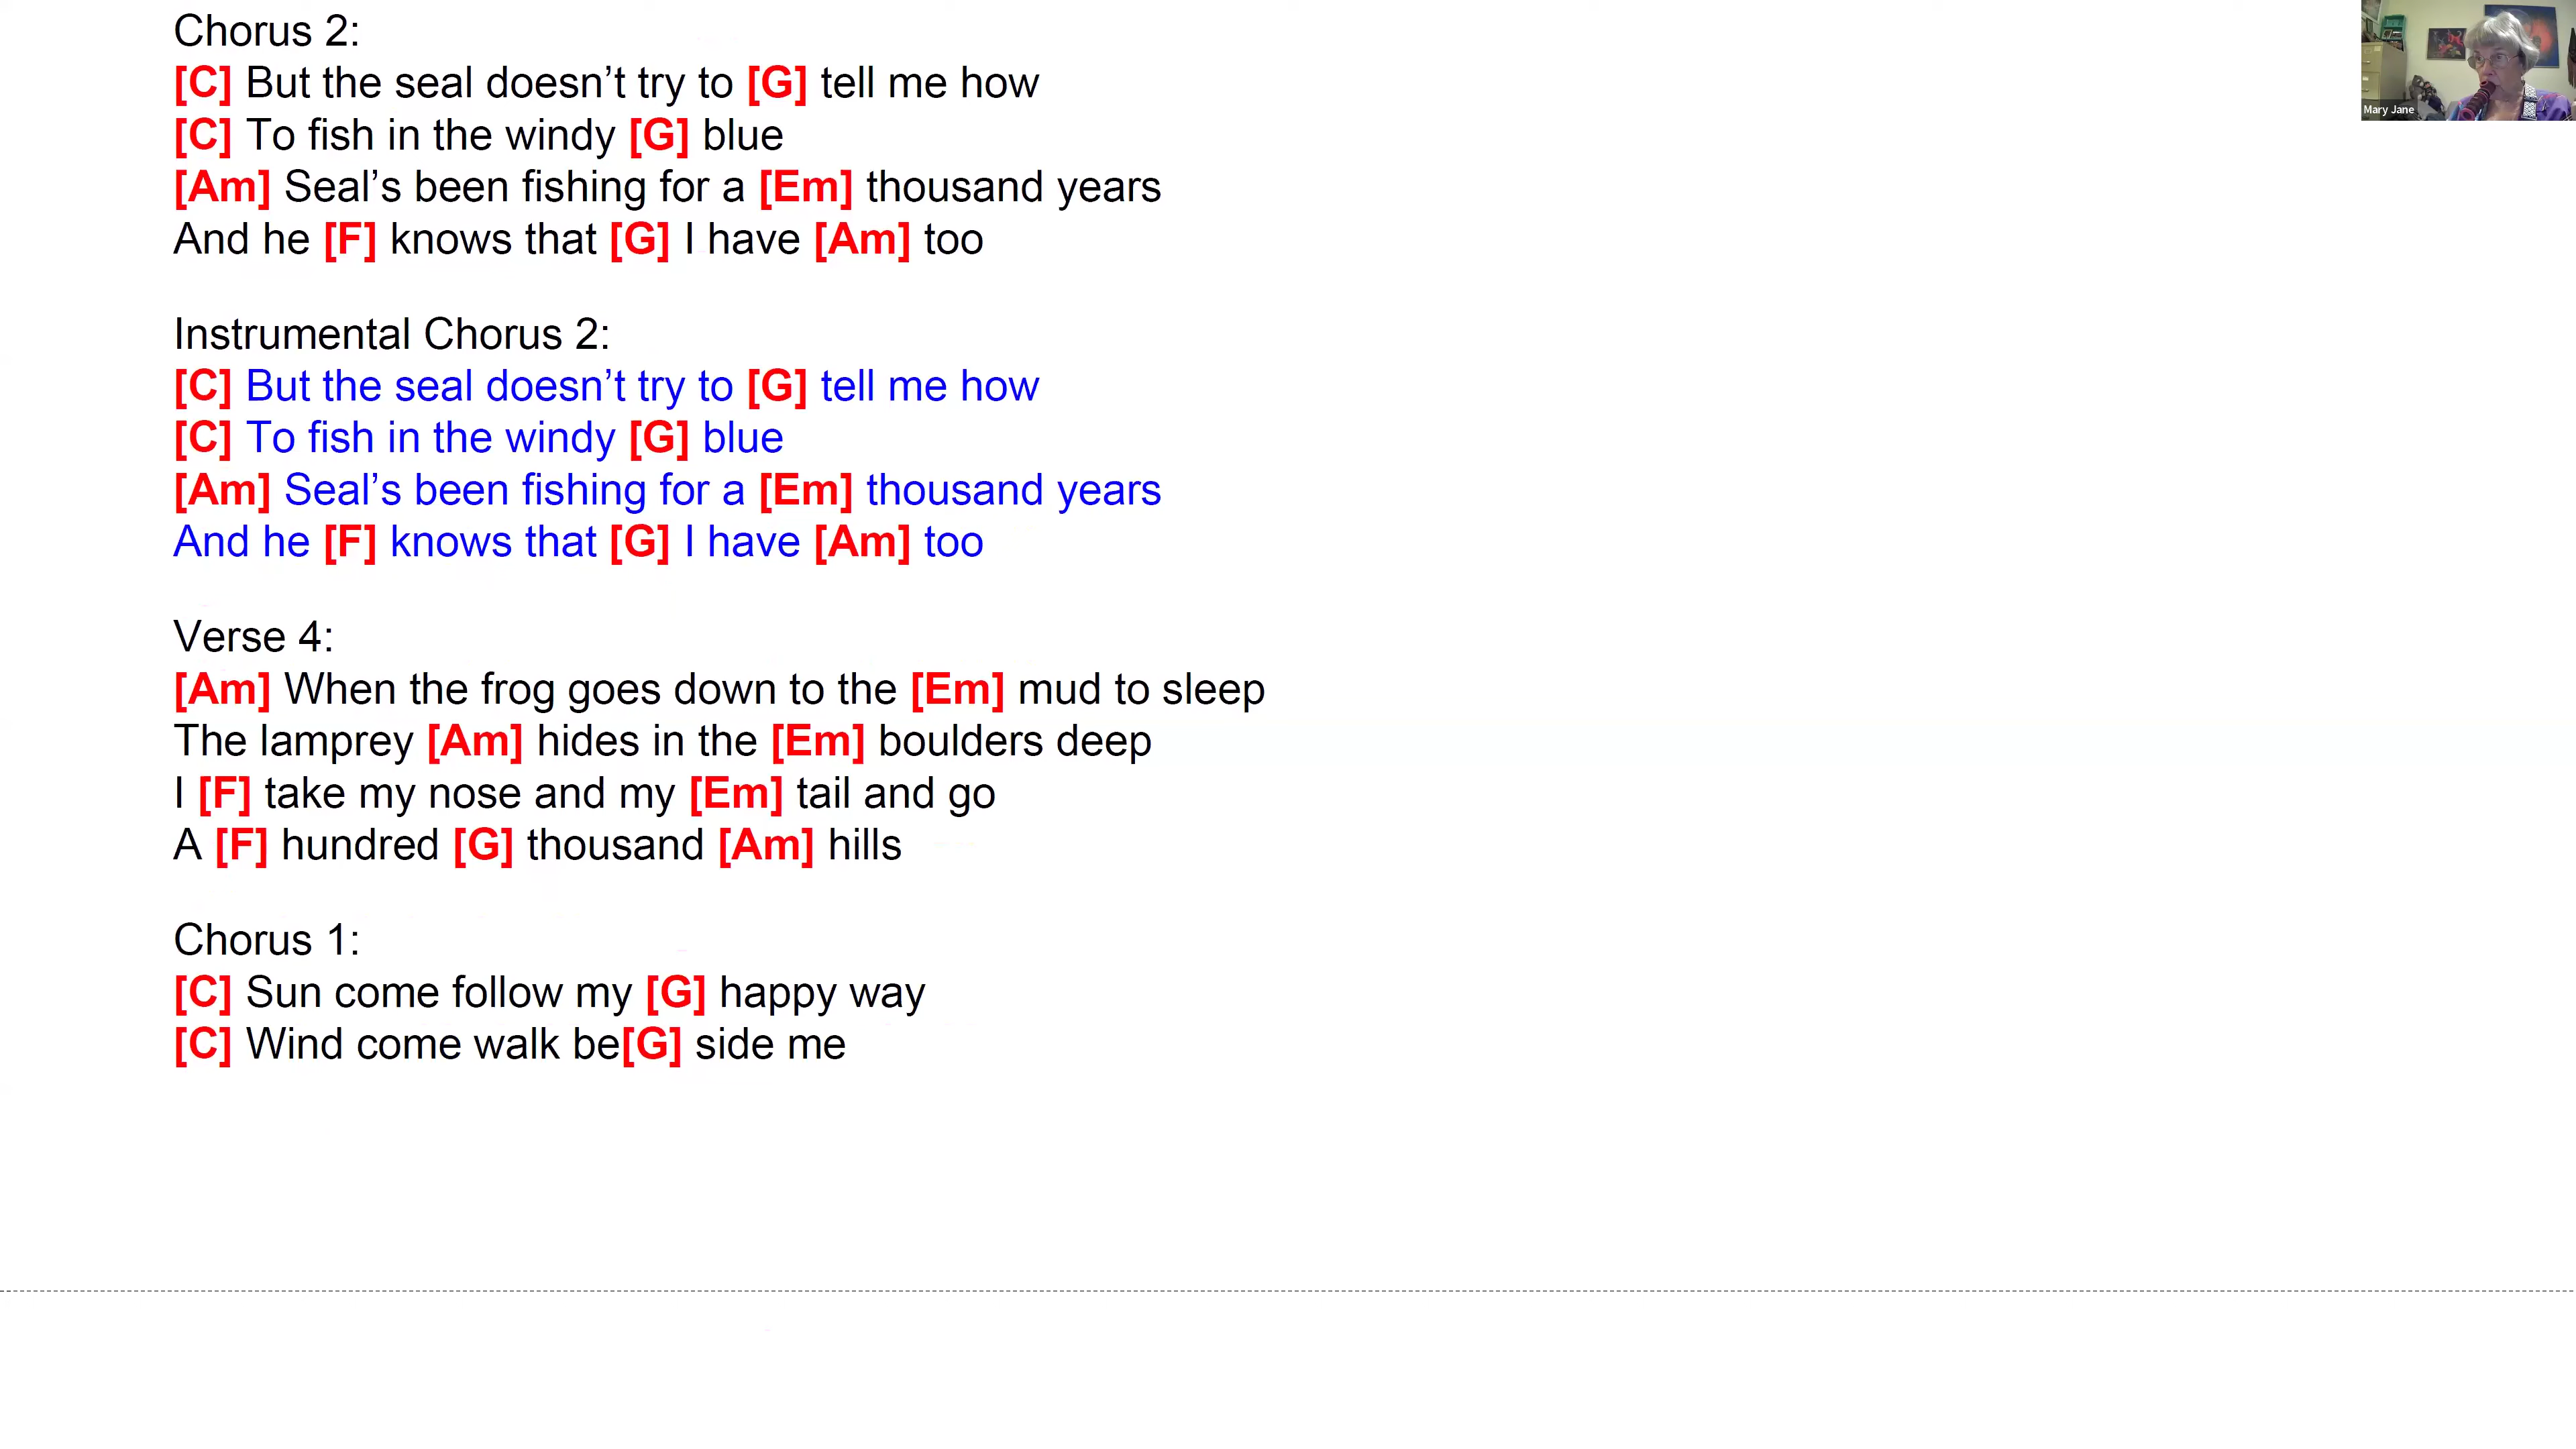 Chorus 2:
[C] But the seal doesn’t try to [G] tell me how
[C] To fish in the windy [G] blue
[Am] Seal’s been fishing for a [Em] thousand years
And he [F] knows that [G] I have [Am] too
Instrumental Chorus 2:
[C] But the seal doesn’t try to [G] tell me how
[C] To fish in the windy [G] blue
[Am] Seal’s been fishing for a [Em] thousand years
And he [F] knows that [G] I have [Am] too
Verse 4:
[Am] When the frog goes down to the [Em] mud to sleep
The lamprey [Am] hides in the [Em] boulders deep
I [F] take my nose and my [Em] tail and go
A [F] hundred [G] thousand [Am] hills
Chorus 1:
[C] Sun come follow my [G] happy way
[C] Wind come walk be[G] side me
Mary Jane